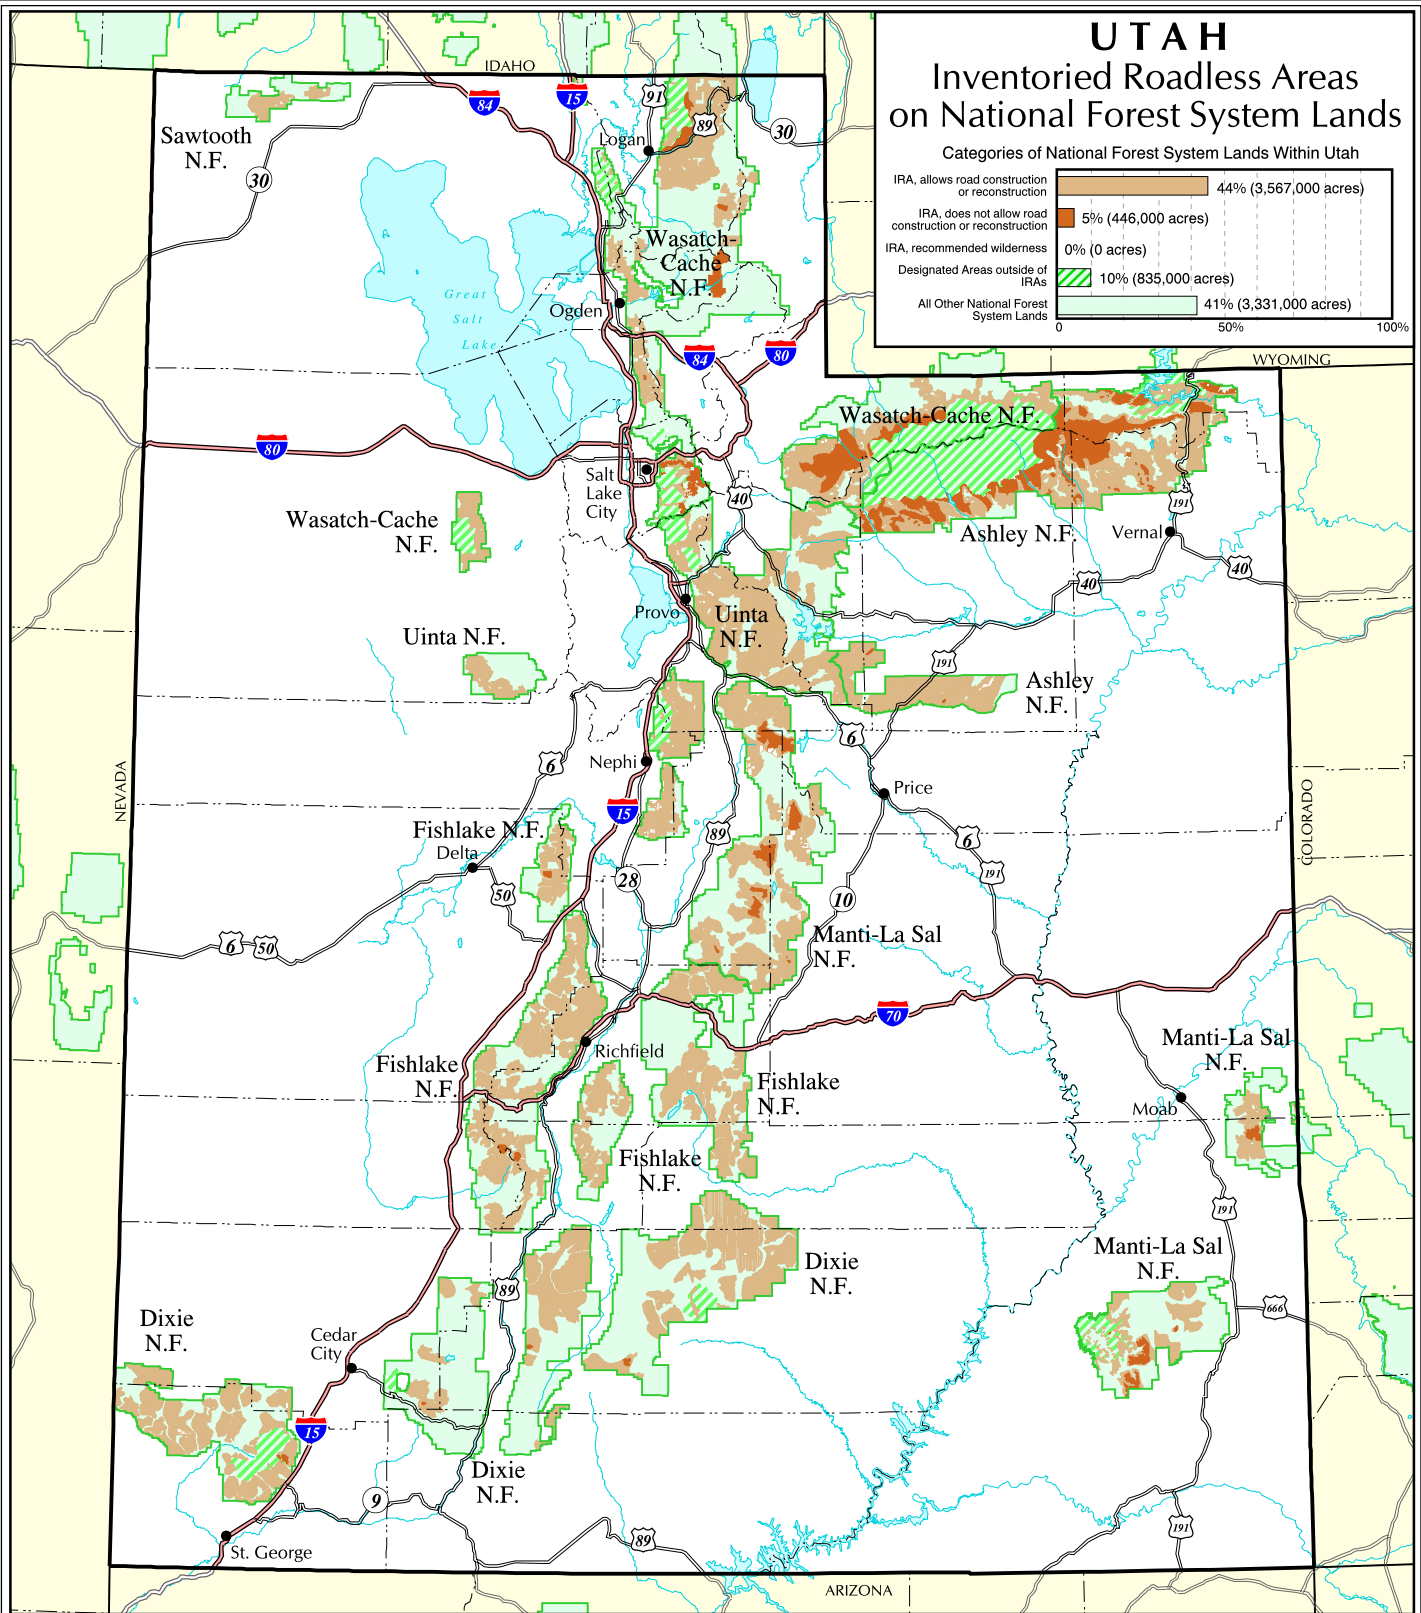 UTAH
Inventoried Roadless Areas
on National Forest System Lands
Categories of National Forest System Lands Within Utah
IRA, allows road construction
or reconstruction
44% (3,567,000 acres)
IRA, does not allow road
construction or reconstruction
5% (446,000 acres)
IRA, recommended wilderness
0% (0 acres)
Designated Areas outside of
IRAs
10% (835,000 acres)
All Other National Forest
System Lands
41% (3,331,000 acres)
0 50% 100%
IDAHO
84
15
91
89
30
Logan
Sawtooth
N.F.
30
Wasatch-
Cache
N.F.
Great
Salt
Lake
Ogden
84
80
WYOMING
Wasatch-Cache N.F.
80
Salt
Lake
City
40
191
Wasatch-Cache
N.F.
Ashley N.F.
Vernal
40
40
Provo
Uinta
N.F.
Uinta N.F.
191
Ashley
N.F.
6
6
Nephi
NEVADA
Price
COLORADO
15
Fishlake N.F.
Delta
89
6
191
50
28
10
6
50
Manti-La Sal
N.F.
70
Richfield
Fishlake
N.F.
Fishlake
N.F.
Manti-La Sal
N.F.
Moab
Fishlake
N.F.
191
Manti-La Sal
N.F.
Dixie
N.F.
89
666
Dixie
N.F.
Cedar
City
15
Dixie
N.F.
9
89
191
St. George
ARIZONA